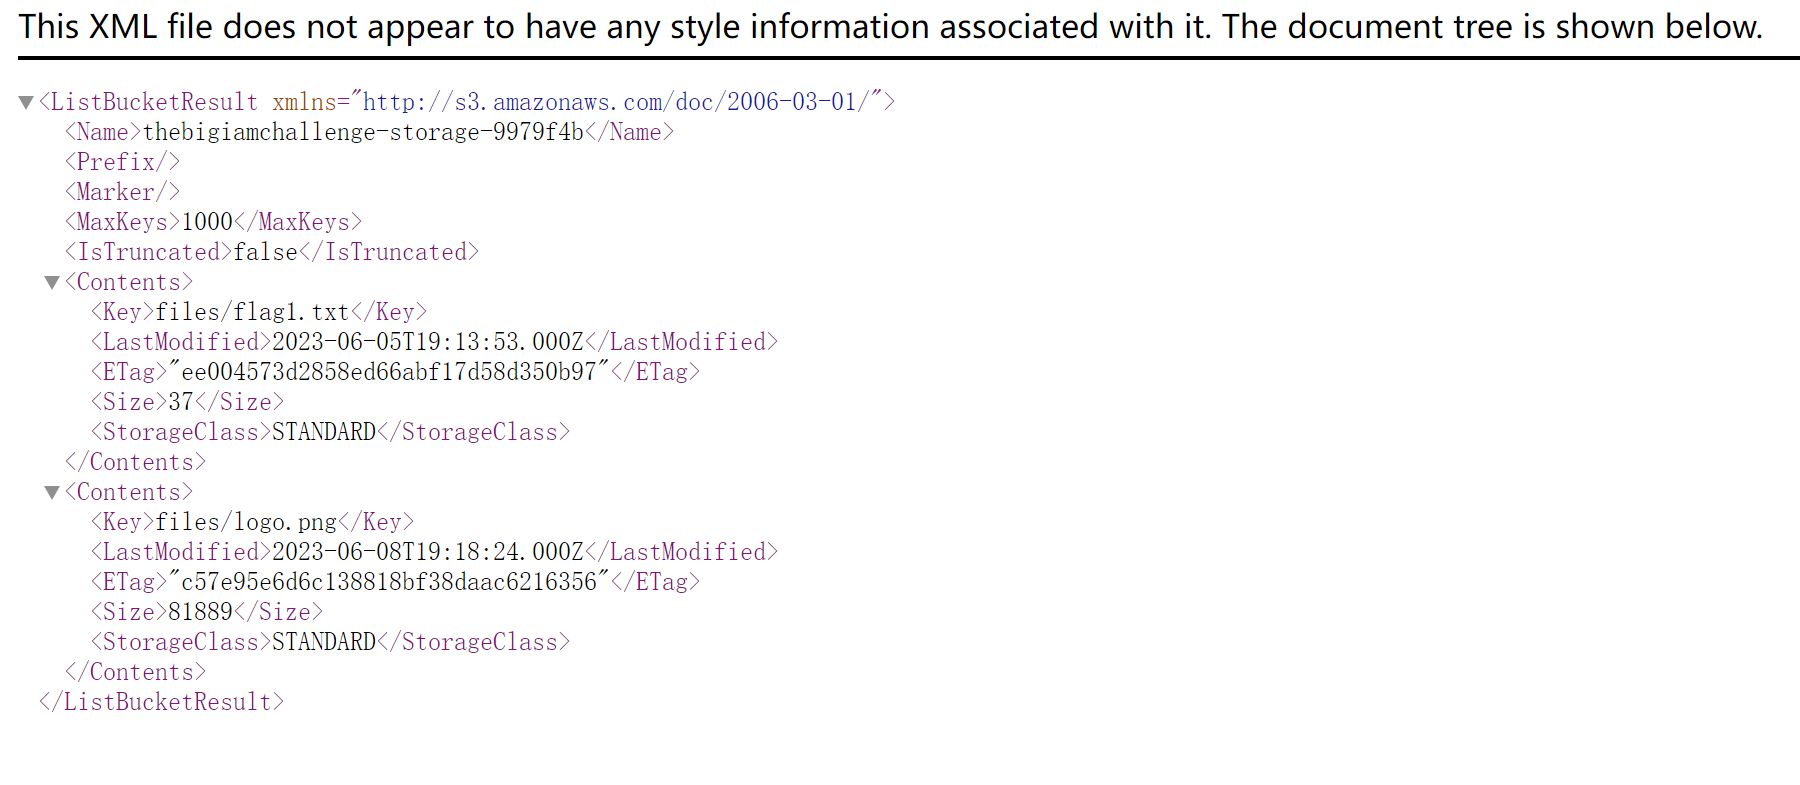 This XML file does not appear to have any style information associated with it. The document tree is shown below.
▼<ListBucketResult xmlns="http://s3.amazonaws.com/doc/2006-03-01/">
<Name>thebigiamchallenge-storage-9979f4b</Name>
<Prefix/>
<Marker/>
<MaxKeys>1000</MaxKeys>
<IsTruncated>false</IsTruncated>
▼<Contents>
<Key>files/flag1.txt</Key>
<LastModified>2023-06-05T19:13:53.000Z</LastModified>
<ETag>"ee004573d2858ed66abf17d58d350b97"</ETag>
<Size>37</Size>
<StorageClass>STANDARD</StorageClass>
</Contents>
▼<Contents>
<Key>files/logo.png</Key>
<LastModified>2023-06-08T19:18:24.000Z</LastModified>
<ETag>"c57e95e6d6c138818bf38daac6216356"</ETag>
<Size>81889</Size>
<StorageClass>STANDARD</StorageClass>
</Contents>
</ListBucketResult>